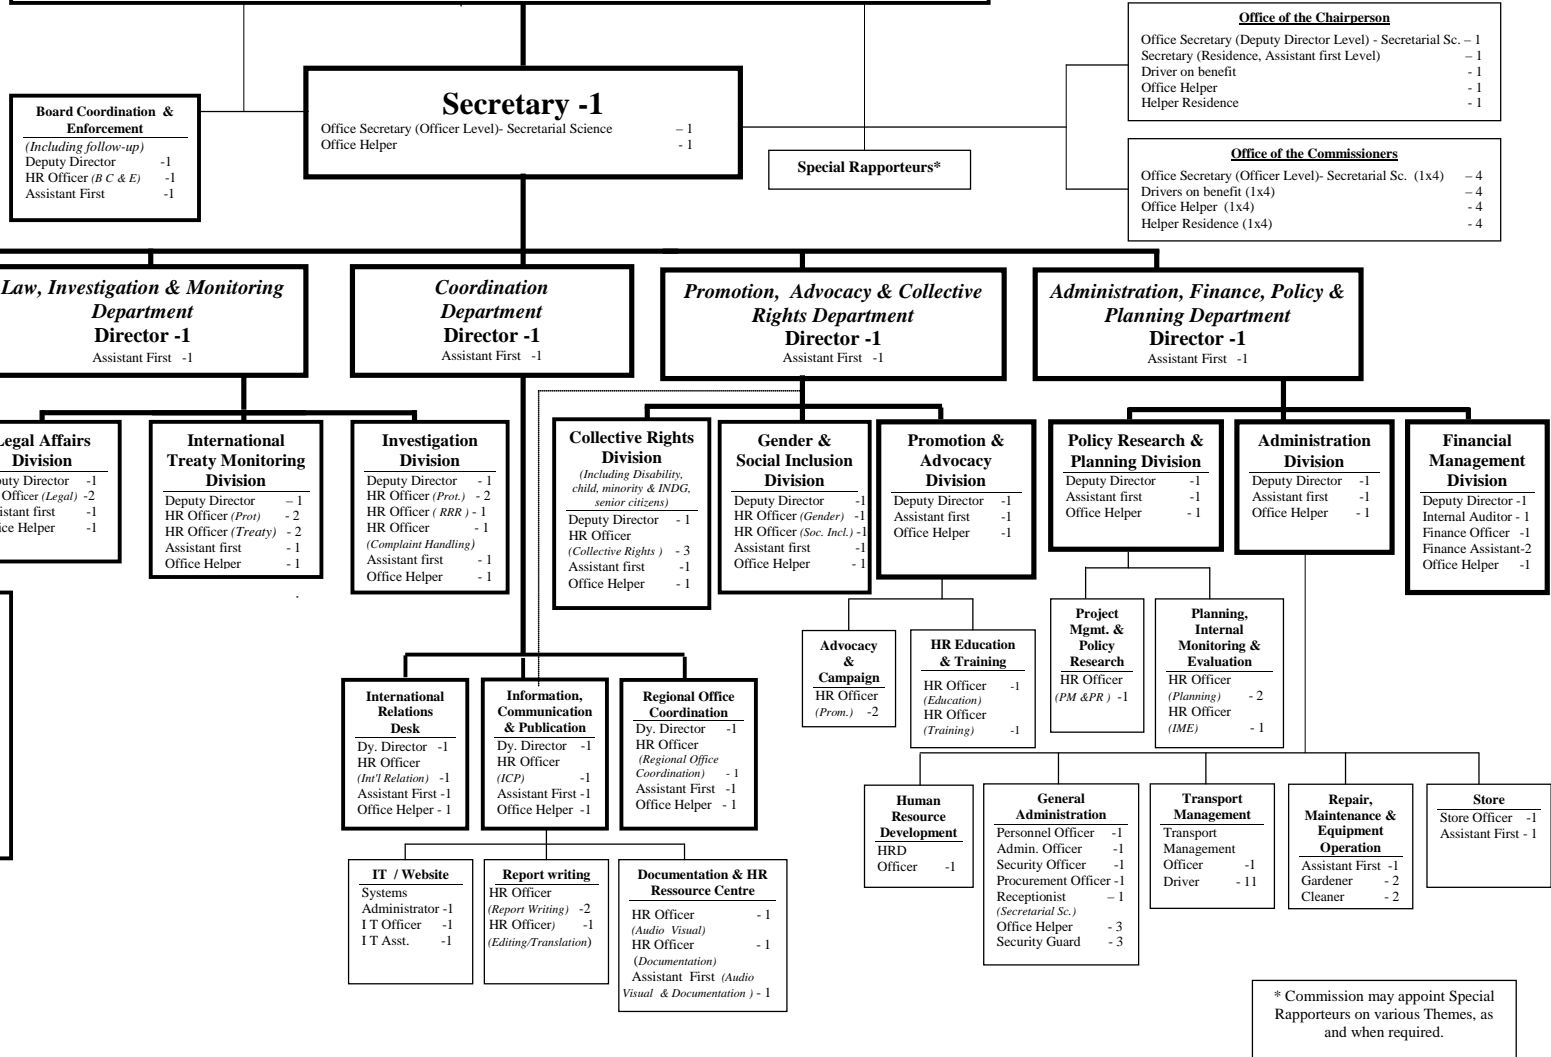 Office of the Chairperson
Office Secretary (Deputy Director Level) - Secretarial Sc. – 1
Secretary (Residence, Assistant first Level) – 1
Driver on benefit - 1
Office Helper - 1
Helper Residence - 1
Secretary -1
Office Secretary (Officer Level)- Secretarial Science – 1
Office Helper - 1
Board Coordination &
Enforcement
(Including follow-up)
Deputy Director -1
HR Officer (B C & E) -1
Assistant First -1
Special Rapporteurs*
Office of the Commissioners
Office Secretary (Officer Level)- Secretarial Sc. (1x4) – 4
Drivers on benefit (1x4) – 4
Office Helper (1x4) - 4
Helper Residence (1x4) - 4
Law, Investigation & Monitoring
Department
Director -1
Assistant First -1
Coordination
Department
Director -1
Assistant First -1
Promotion, Advocacy & Collective
Rights Department
Director -1
Assistant First -1
Administration, Finance, Policy &
Planning Department
Director -1
Assistant First -1
Legal Affairs
Division
puty Director -1
Officer (Legal) -2
sistant first -1
ice Helper -1
International
Treaty Monitoring
Division
Deputy Director – 1
HR Officer (Prot) - 2
HR Officer (Treaty) - 2
Assistant first - 1
Office Helper - 1
.
Investigation
Division
Deputy Director - 1
HR Officer (Prot.) - 2
HR Officer ( RRR ) - 1
HR Officer - 1
(Complaint Handling)
Assistant first - 1
Office Helper - 1
Collective Rights
Division
(Including Disability,
child, minority & INDG,
senior citizens)
Deputy Director - 1
HR Officer
(Collective Rights ) - 3
Assistant first -1
Office Helper - 1
Gender &
Social Inclusion
Division
Deputy Director -1
HR Officer (Gender) -1
HR Officer (Soc. Incl.) -1
Assistant first -1
Office Helper - 1
Promotion &
Advocacy
Division
Deputy Director -1
Assistant first -1
Office Helper -1
Policy Research &
Planning Division
Deputy Director -1
Assistant first -1
Office Helper - 1
Administration
Division
Deputy Director -1
Assistant first -1
Office Helper - 1
Financial
Management
Division
Deputy Director -1
Internal Auditor - 1
Finance Officer -1
Finance Assistant-2
Office Helper -1
Advocacy
&
Campaign
HR Officer
(Prom.) -2
HR Education
& Training
HR Officer -1
(Education)
HR Officer
(Training) -1
Project
Mgmt. &
Policy
Research
HR Officer
(PM &PR ) -1
Planning,
Internal
Monitoring &
Evaluation
HR Officer
(Planning) - 2
HR Officer
(IME) - 1
International
Relations
Desk
Dy. Director -1
HR Officer
(Int'l Relation) -1
Assistant First -1
Office Helper - 1
Information,
Communication
& Publication
Dy. Director -1
HR Officer
(ICP) -1
Assistant First -1
Office Helper -1
Regional Office
Coordination
Dy. Director -1
HR Officer
(Regional Office
Coordination) - 1
Assistant First -1
Office Helper - 1
Human
Resource
Development
HRD
Officer -1
General
Administration
Personnel Officer -1
Admin. Officer -1
Security Officer -1
Procurement Officer -1
Receptionist – 1
(Secretarial Sc.)
Office Helper - 3
Security Guard - 3
Transport
Management
Transport
Management
Officer -1
Driver - 11
Repair,
Maintenance &
Equipment
Operation
Assistant First -1
Gardener - 2
Cleaner - 2
Store
Store Officer -1
Assistant First - 1
IT / Website
Systems
Administrator -1
I T Officer -1
I T Asst. -1
Report writing
HR Officer
(Report Writing) -2
HR Officer) -1
(Editing/Translation)
Documentation & HR
Ressource Centre
HR Officer - 1
(Audio Visual)
HR Officer - 1
(Documentation)
Assistant First (Audio
Visual & Documentation ) - 1
* Commission may appoint Special
Rapporteurs on various Themes, as
and when required.